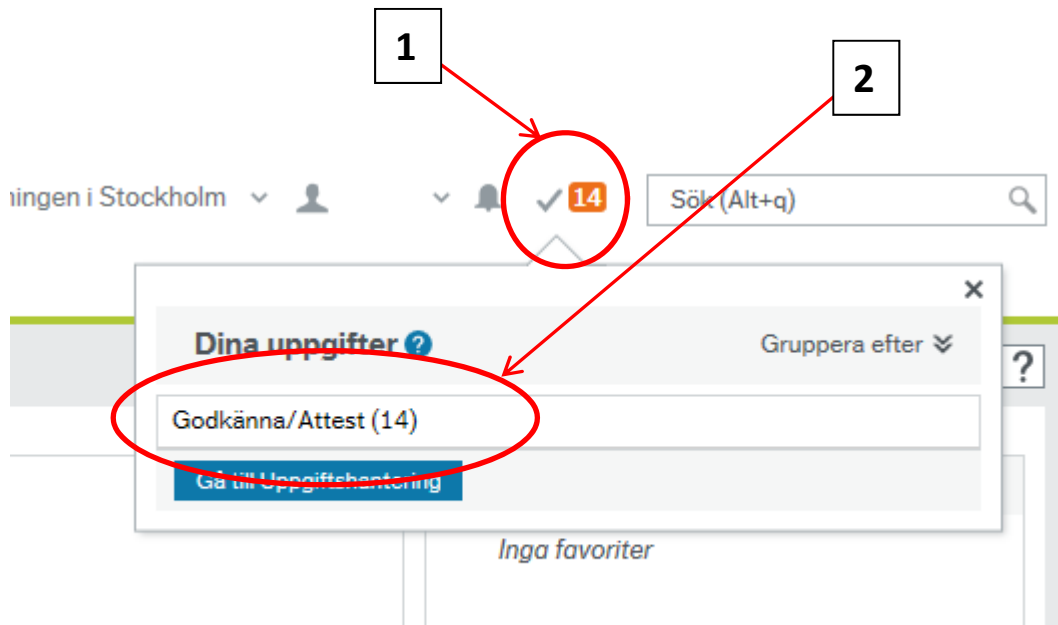 1
2
ningen i Stockholm
14
Sök (Alt+q)
Dina uppgifter ?
Gruppera efter
?
Godkänna/Attest (14)
Gå till Uppgiftshantering
Inga favoriter